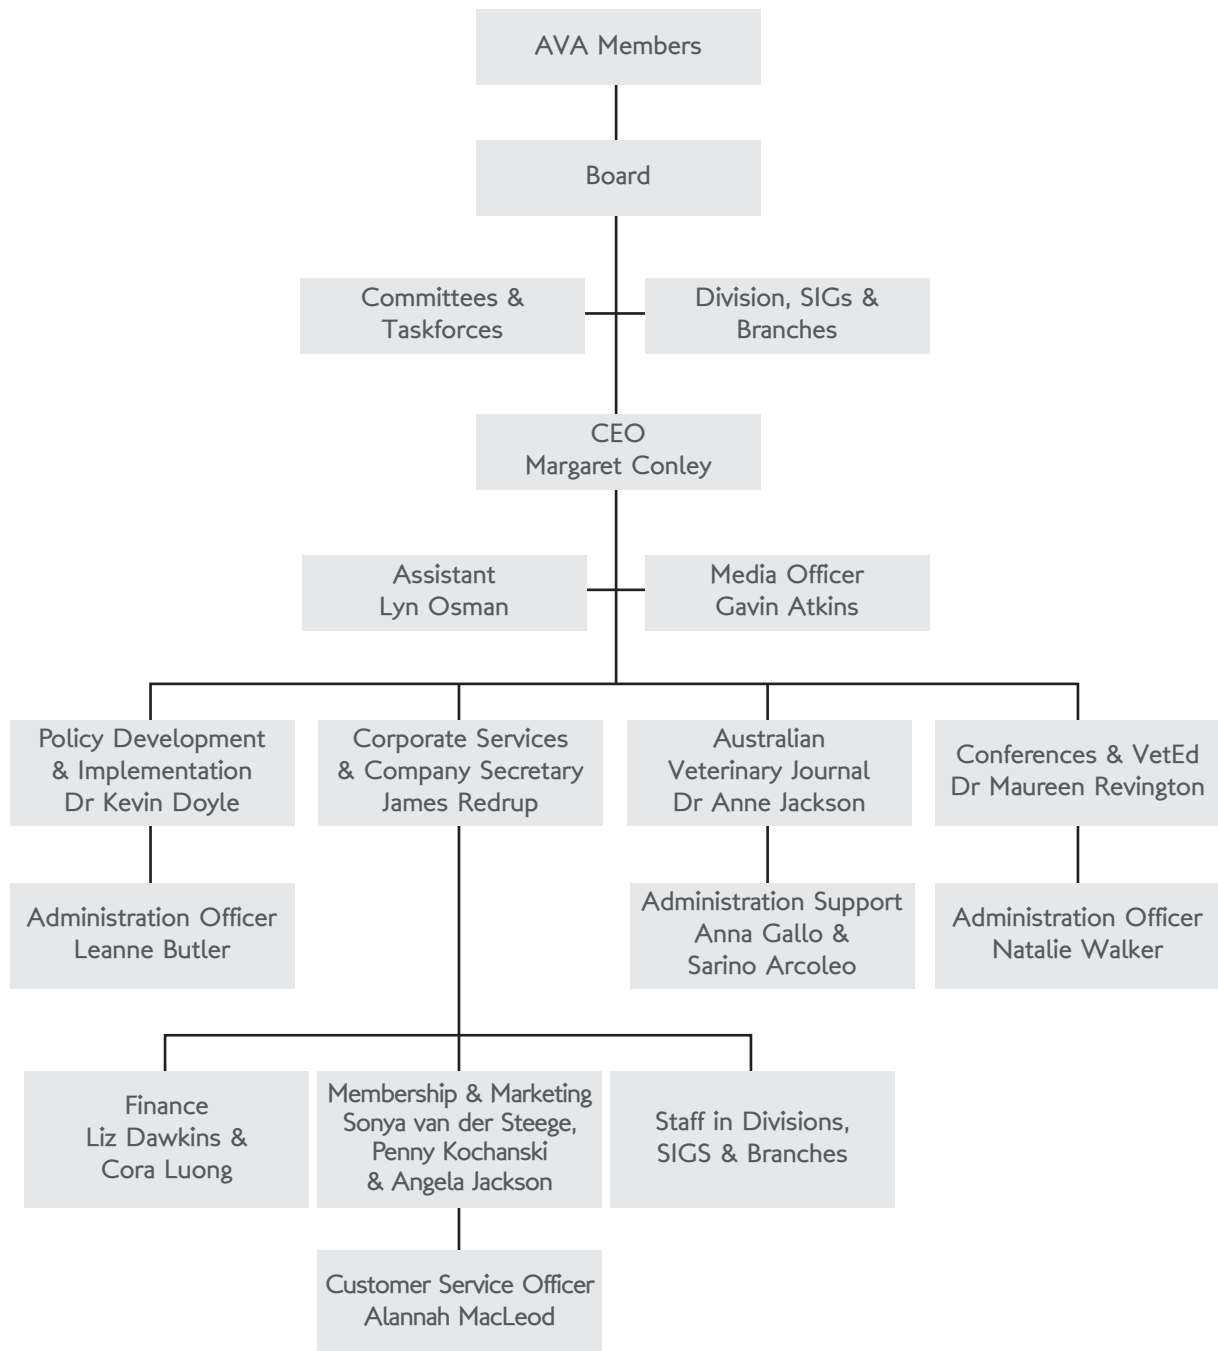 AVA Members
Board
Committees &
Taskforces
Division, SIGs &
Branches
CEO
Margaret Conley
Assistant
Lyn Osman
Media Officer
Gavin Atkins
Policy Development
& Implementation
Dr Kevin Doyle
Corporate Services
& Company Secretary
James Redrup
Australian
Veterinary Journal
Dr Anne Jackson
Conferences & VetEd
Dr Maureen Revington
Administration Officer
Leanne Butler
Administration Support
Anna Gallo &
Sarino Arcoleo
Administration Officer
Natalie Walker
Finance
Liz Dawkins &
Cora Luong
Membership & Marketing
Sonya van der Steege,
Penny Kochanski
& Angela Jackson
Staff in Divisions,
SIGS & Branches
Customer Service Officer
Alannah MacLeod